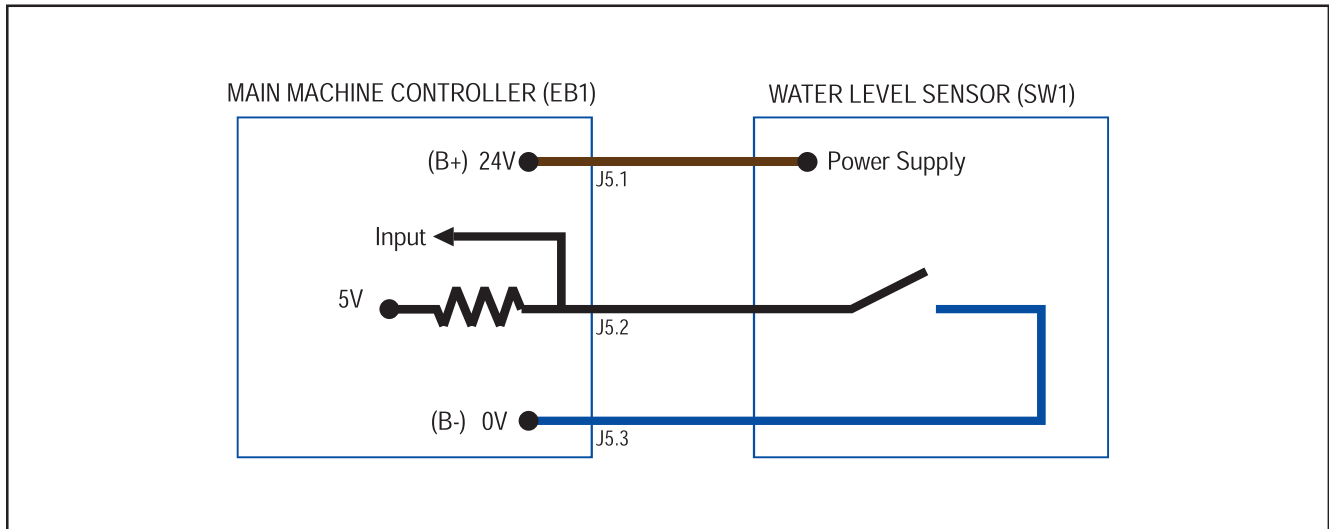 MAIN MACHINE CONTROLLER (EB1)
WATER LEVEL SENSOR (SW1)
(B+) 24V
J5.1
Power Supply
Input
5V
J5.2
(B-) 0V
J5.3